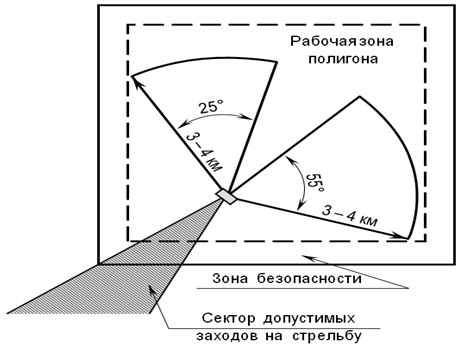 Рабочая зона
полигона
25°
3 – 4 км
55°
3 – 4 км
Зона безопасности
Сектор допустимых
заходов на стрельбу